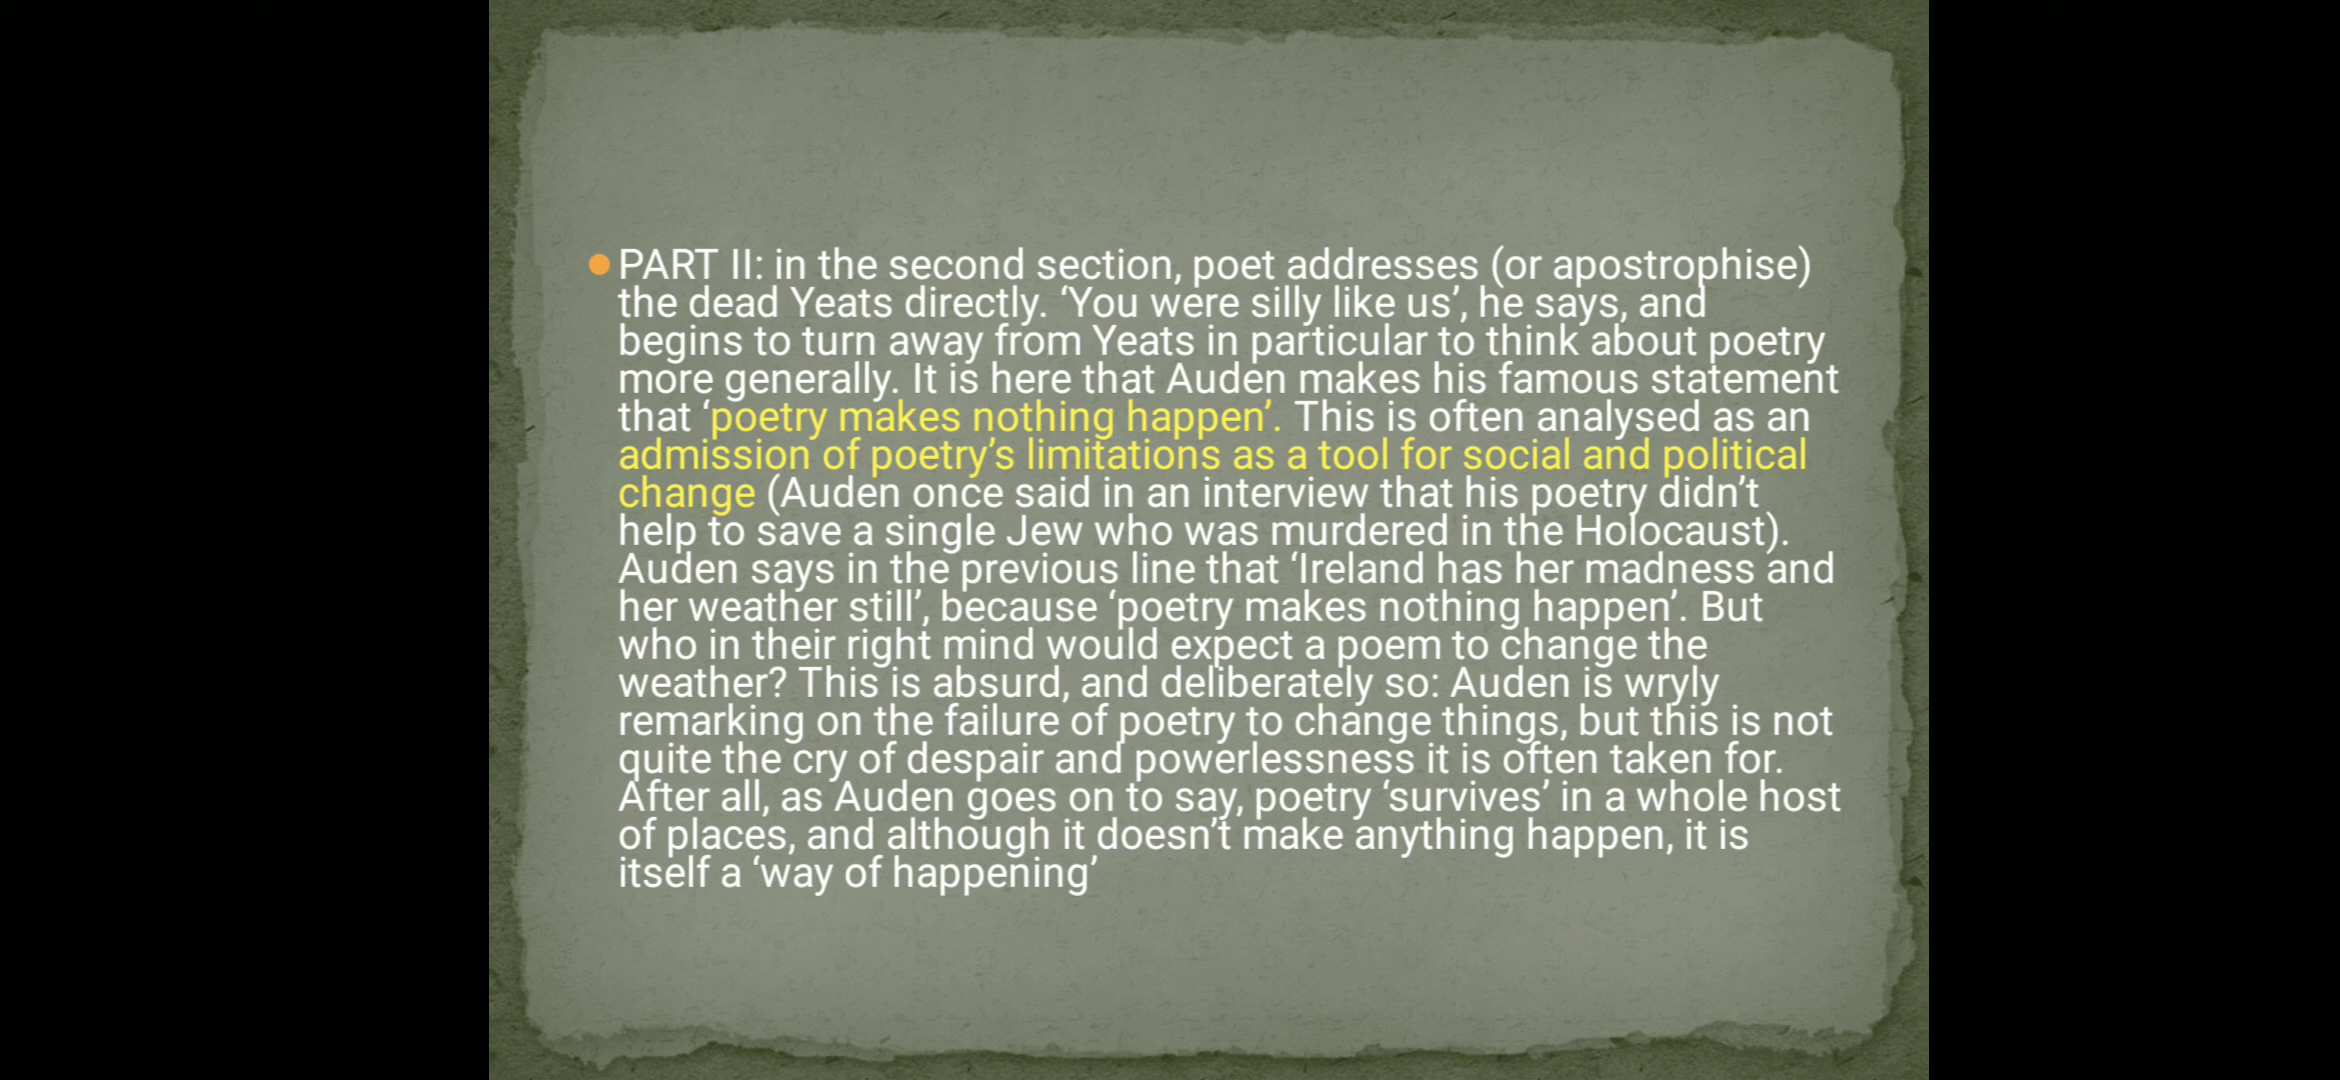 PART II: in the second section, poet addresses (or apostrophise)
the dead Yeats directly. ‘You were silly like us’, he says, and
begins to turn away from Yeats in particular to think about poetry
more generally. It is here that Auden makes his famous statement
that ‘poetry makes nothing happen’. This is often analysed as an
admission of poetry’s limitations as a tool for social and political
change (Auden once said in an interview that his poetry didn’t
help to save a single Jew who was murdered in the Holocaust).
Auden says in the previous line that ‘Ireland has her madness and
her weather still’, because ‘poetry makes nothing happen’. But
who in their right mind would expect a poem to change the
weather? This is absurd, and deliberately so: Auden is wryly
remarking on the failure of poetry to change things, but this is not
quite the cry of despair and powerlessness it is often taken for.
After all, as Auden goes on to say, poetry ‘survives’ in a whole host
of places, and although it doesn’t make anything happen, it is
itself a ‘way of happening’